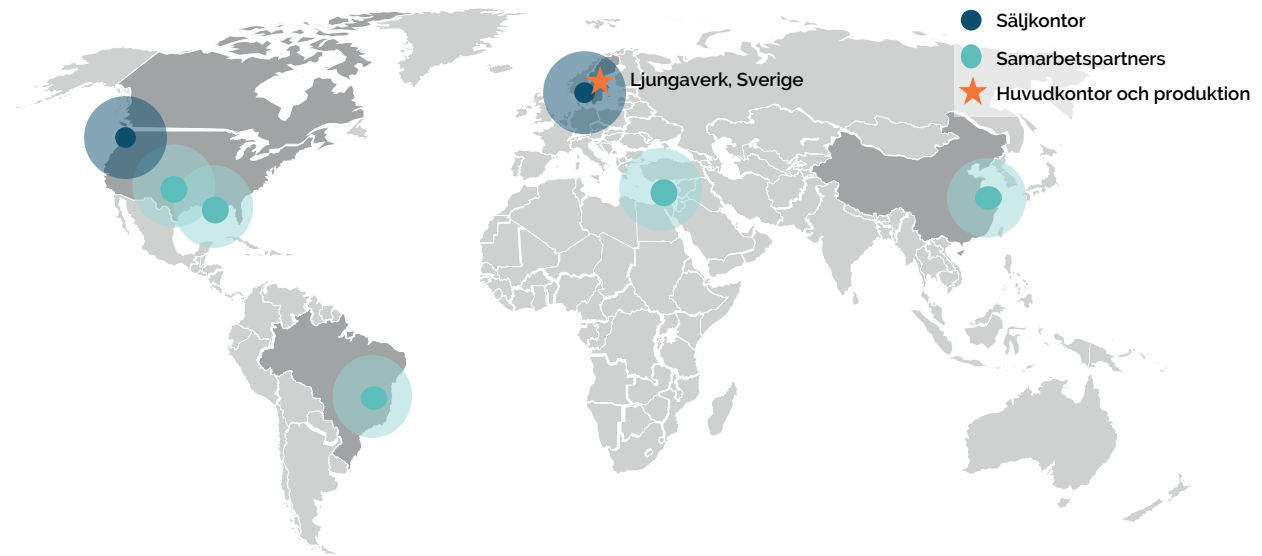 Säljkontor
Samarbetspartners
Ljungaverk, Sverige
Huvudkontor och produktion